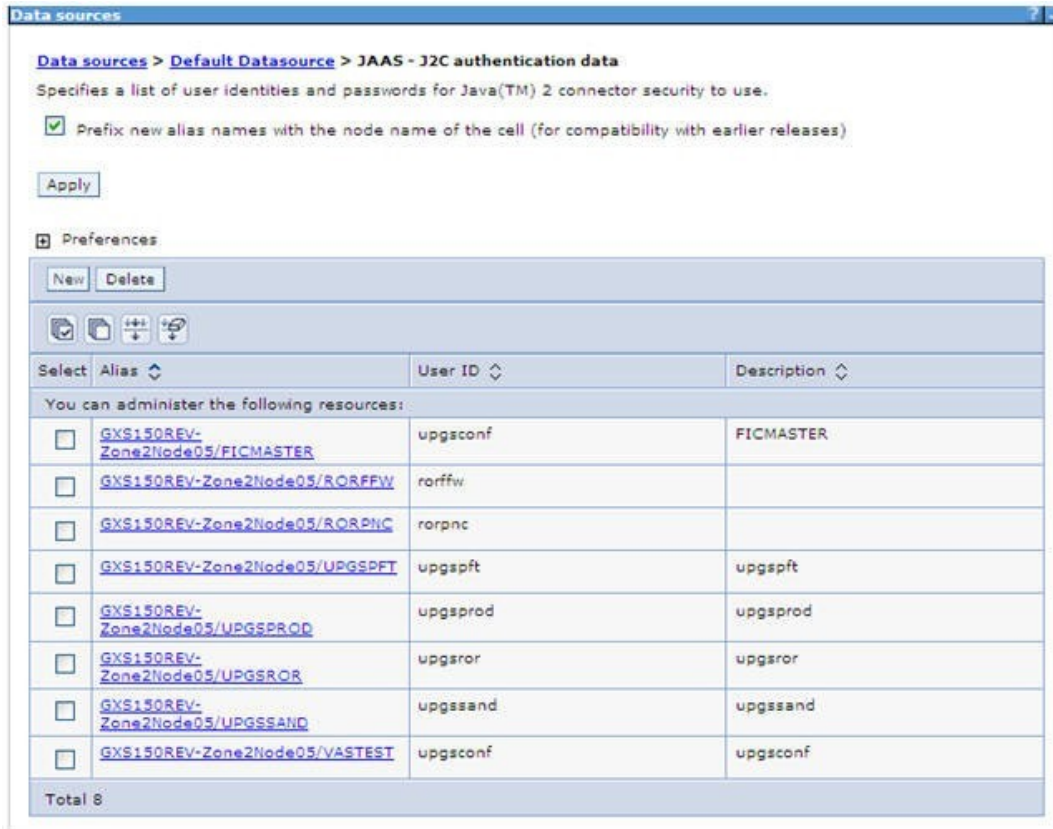 Data sources
?
Data sources > Default Datasource > JAAS - J2C authentication data
Specifies a list of user identities and passwords for Java(TM) 2 connector security to use.
Prefix new alias names with the node name of the cell (for compatibility with earlier releases)
Apply
Preferences
New Delete
Select Alias User ID Description
You can administer the following resources:
GXS150REV- upgsconf FICMASTER
Zone2Node05/FICMASTER
GXS150REV-Zone2Node05/RORFFW rorffw
GXS150REV-Zone2Node05/RORPNC rorpnc
GXS150REV-Zone2Node05/UPGSPFT upgspft upgspft
GXS150REV- upgsprod upgsprod
Zone2Node05/UPGSPROD
GXS150REV- upgsror upgsror
Zone2Node05/UPGSROR
GXS150REV- upgssand upgssand
Zone2Node05/UPGSSAND
GXS150REV-Zone2Node05/VASTEST upgsconf upgsconf
Total 8